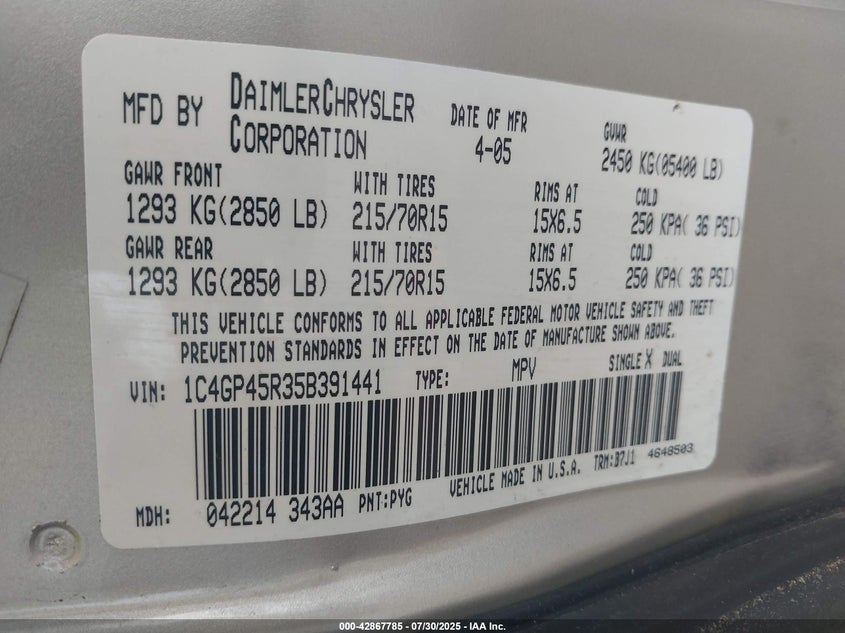 MFD BY DAIMLERCHRYSLER CORPORATION
DATE OF MFR 4-05
GVWR 2450 KG(05400 LB)
GAWR FRONT WITH TIRES RIMS AT COLD
1293 KG(2850 LB) 215/70R15 15X6.5 250 KPA( 36 PSI)
GAWR REAR WITH TIRES RIMS AT COLD
1293 KG(2850 LB) 215/70R15 15X6.5 250 KPA( 36 PSI)
THIS VEHICLE CONFORMS TO ALL APPLICABLE FEDERAL MOTOR VEHICLE SAFETY AND THEFT
PREVENTION STANDARDS IN EFFECT ON THE DATE OF MANUFACTURE SHOWN ABOVE.
VIN: 1C4GP45R35B391441 TYPE: MPV SINGLE X DUAL
MDH: 042214 343AA PNT:PYG VEHICLE MADE IN U.S.A. TRM:B7J1 4648503
000-42867785 - 07/30/2025 - IAA Inc.